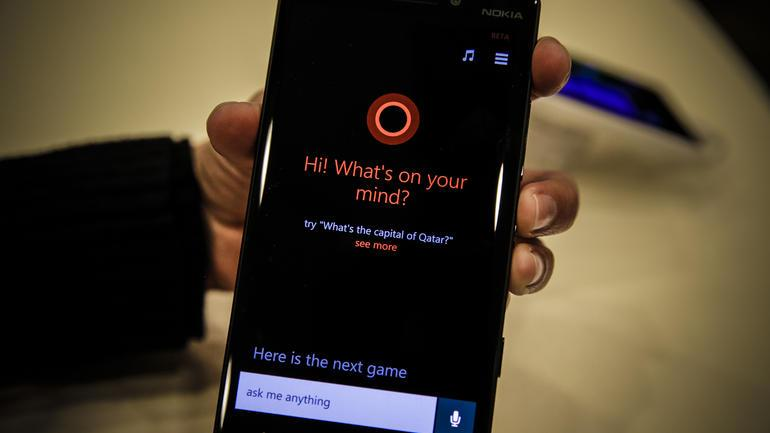 NOKIA
BETA
Hi! What's on your
mind?
try "What's the capital of Qatar?"
see more
Here is the next game
ask me anything